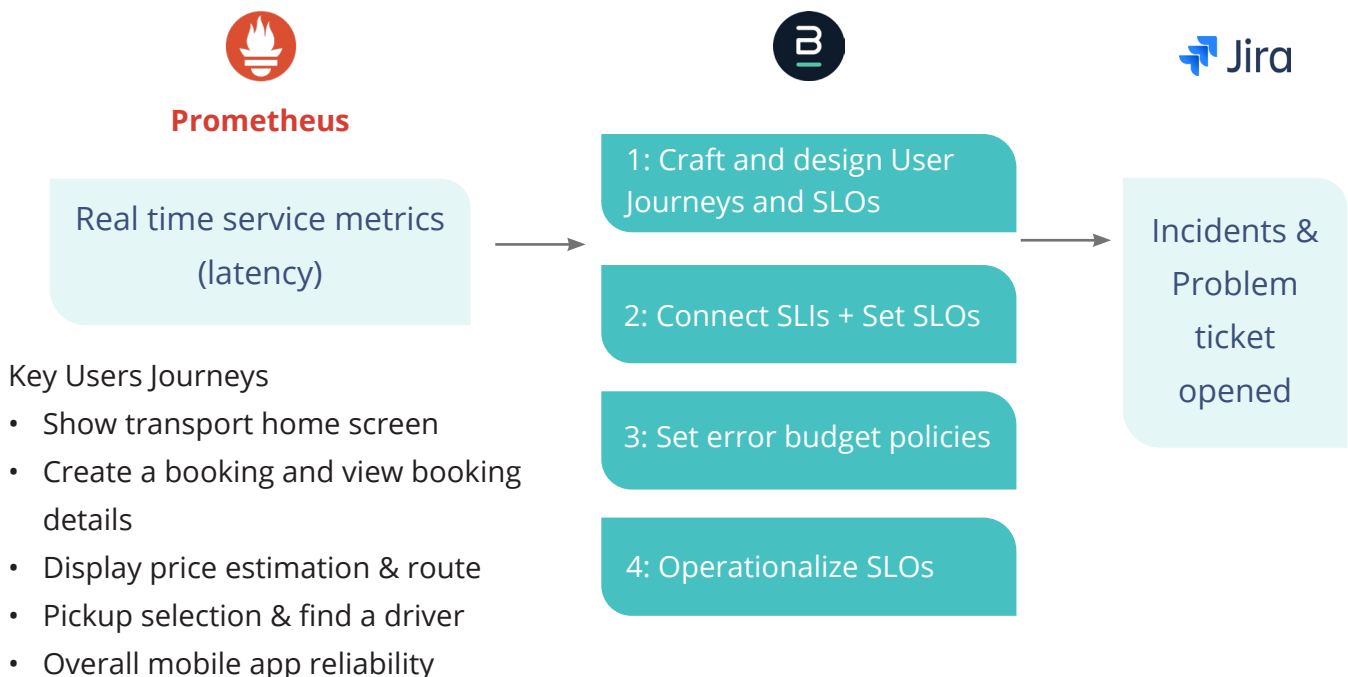 Prometheus
Real time service metrics
(latency)
Key Users Journeys
• Show transport home screen
• Create a booking and view booking
details
• Display price estimation & route
• Pickup selection & find a driver
• Overall mobile app reliability
B
1: Craft and design User
Journeys and SLOs
2: Connect SLIs + Set SLOs
3: Set error budget policies
4: Operationalize SLOs
Jira
Incidents &
Problem
ticket
opened